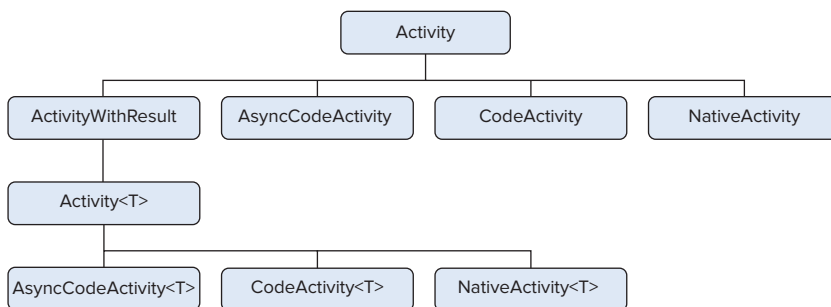 Activity
ActivityWithResult
AsyncCodeActivity
CodeActivity
NativeActivity
Activity<T>
AsyncCodeActivity<T>
CodeActivity<T>
NativeActivity<T>